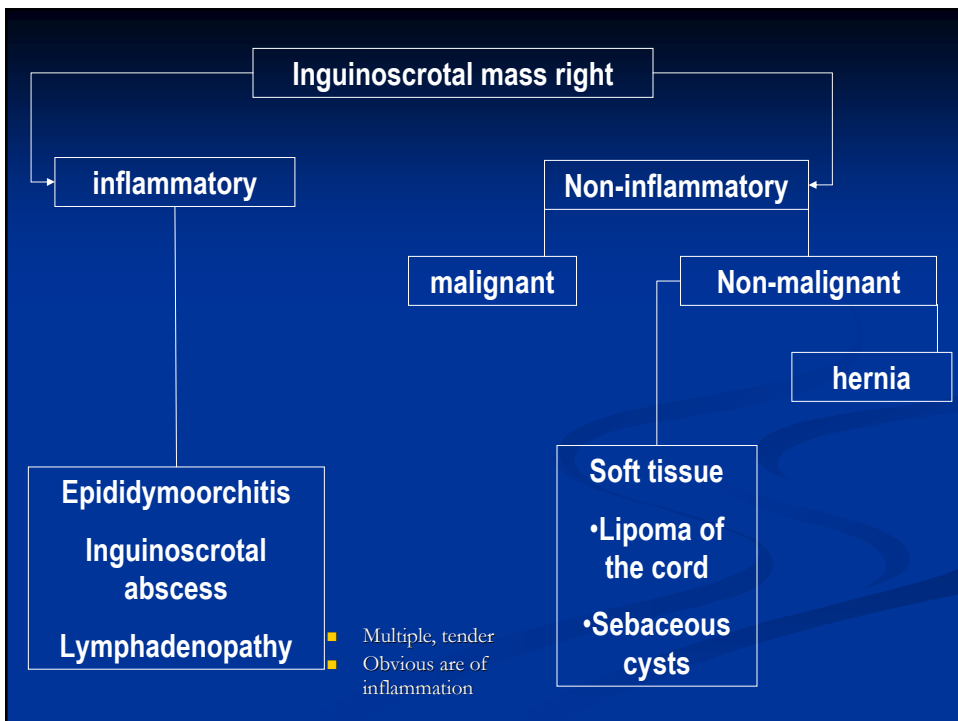 Inguinoscrotal mass right
inflammatory
Non-inflammatory
malignant
Non-malignant
hernia
Epididymoorchitis
Inguinoscrotal
abscess
Lymphadenopathy
Multiple, tender
Obvious are of
inflammation
Soft tissue
•Lipoma of
the cord
•Sebaceous
cysts